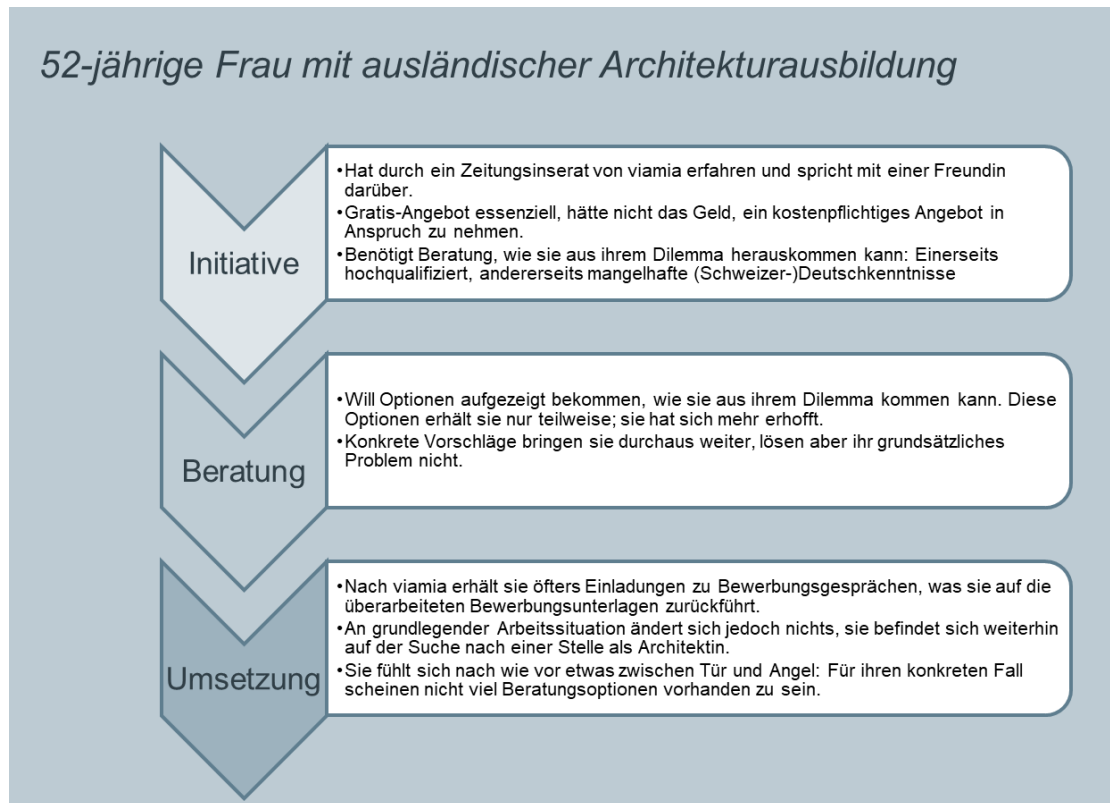 52-jährige Frau mit ausländischer Architekturausbildung
Initiative
•Hat durch ein Zeitungsinserat von viamia erfahren und spricht mit einer Freundin
darüber.
•Gratis-Angebot essenziell, hätte nicht das Geld, ein kostenpflichtiges Angebot in
Anspruch zu nehmen.
•Benötigt Beratung, wie sie aus ihrem Dilemma herauskommen kann: Einerseits
hochqualifiziert, andererseits mangelhafte (Schweizer-)Deutschkenntnisse
Beratung
•Will Optionen aufgezeigt bekommen, wie sie aus ihrem Dilemma kommen kann. Diese
Optionen erhält sie nur teilweise; sie hat sich mehr erhofft.
•Konkrete Vorschläge bringen sie durchaus weiter, lösen aber ihr grundsätzliches
Problem nicht.
Umsetzung
•Nach viamia erhält sie öfters Einladungen zu Bewerbungsgesprächen, was sie auf die
überarbeiteten Bewerbungsunterlagen zurückführt.
•An grundlegender Arbeitssituation ändert sich jedoch nichts, sie befindet sich weiterhin
auf der Suche nach einer Stelle als Architektin.
•Sie fühlt sich nach wie vor etwas zwischen Tür und Angel: Für ihren konkreten Fall
scheinen nicht viel Beratungsoptionen vorhanden zu sein.